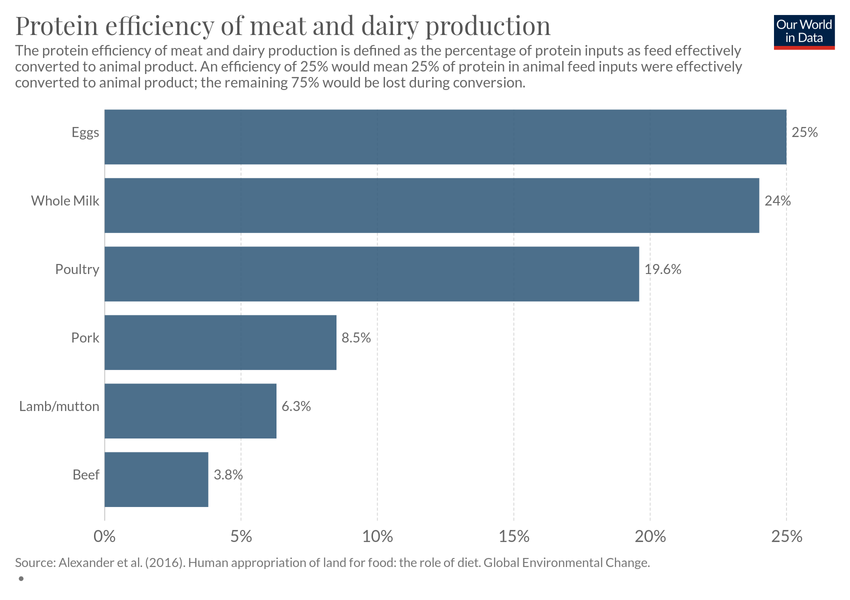 Protein efficiency of meat and dairy production
Our World
in Data
The protein efficiency of meat and dairy production is defined as the percentage of protein inputs as feed effectively
converted to animal product. An efficiency of 25% would mean 25% of protein in animal feed inputs were effectively
converted to animal product; the remaining 75% would be lost during conversion.
Eggs
25%
Whole Milk
24%
Poultry
19.6%
Pork
8.5%
Lamb/mutton
6.3%
Beef
3.8%
0%
5%
10%
15%
20%
25%
Source: Alexander et al. (2016). Human appropriation of land for food: the role of diet. Global Environmental Change.
•